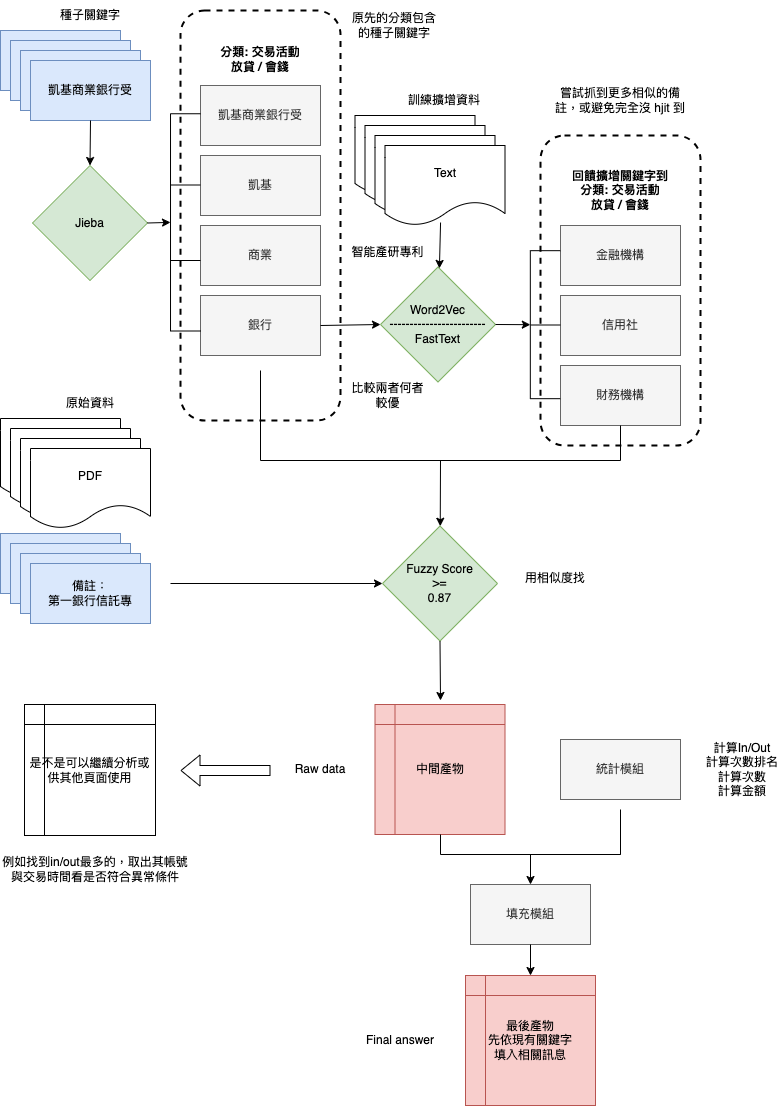 種子關鍵字
凱基商業銀行受
Jieba
原先的分類包含
的種子關鍵字
分類: 交易活動
放貸 / 會錢
凱基商業銀行受
凱基
商業
銀行
訓練擴增資料
Text
智能產研專利
Word2Vec
FastText
比較兩者何者
較優
嘗試抓到更多相似的備
註，或避免完全沒 hjit 到
回饋擴增關鍵字到
分類: 交易活動
放貸 / 會錢
金融機構
信用社
財務機構
原始資料
PDF
備註：
第一銀行信託專
Fuzzy Score
>=
0.87
用相似度找
是不是可以繼續分析或
供其他頁面使用
例如找到in/out最多的，取出其帳號
與交易時間看是否符合異常條件
Raw data
中間產物
統計模組
計算In/Out
計算次數排名
計算次數
計算金額
填充模組
Final answer
最後產物
先依現有關鍵字
填入相關訊息